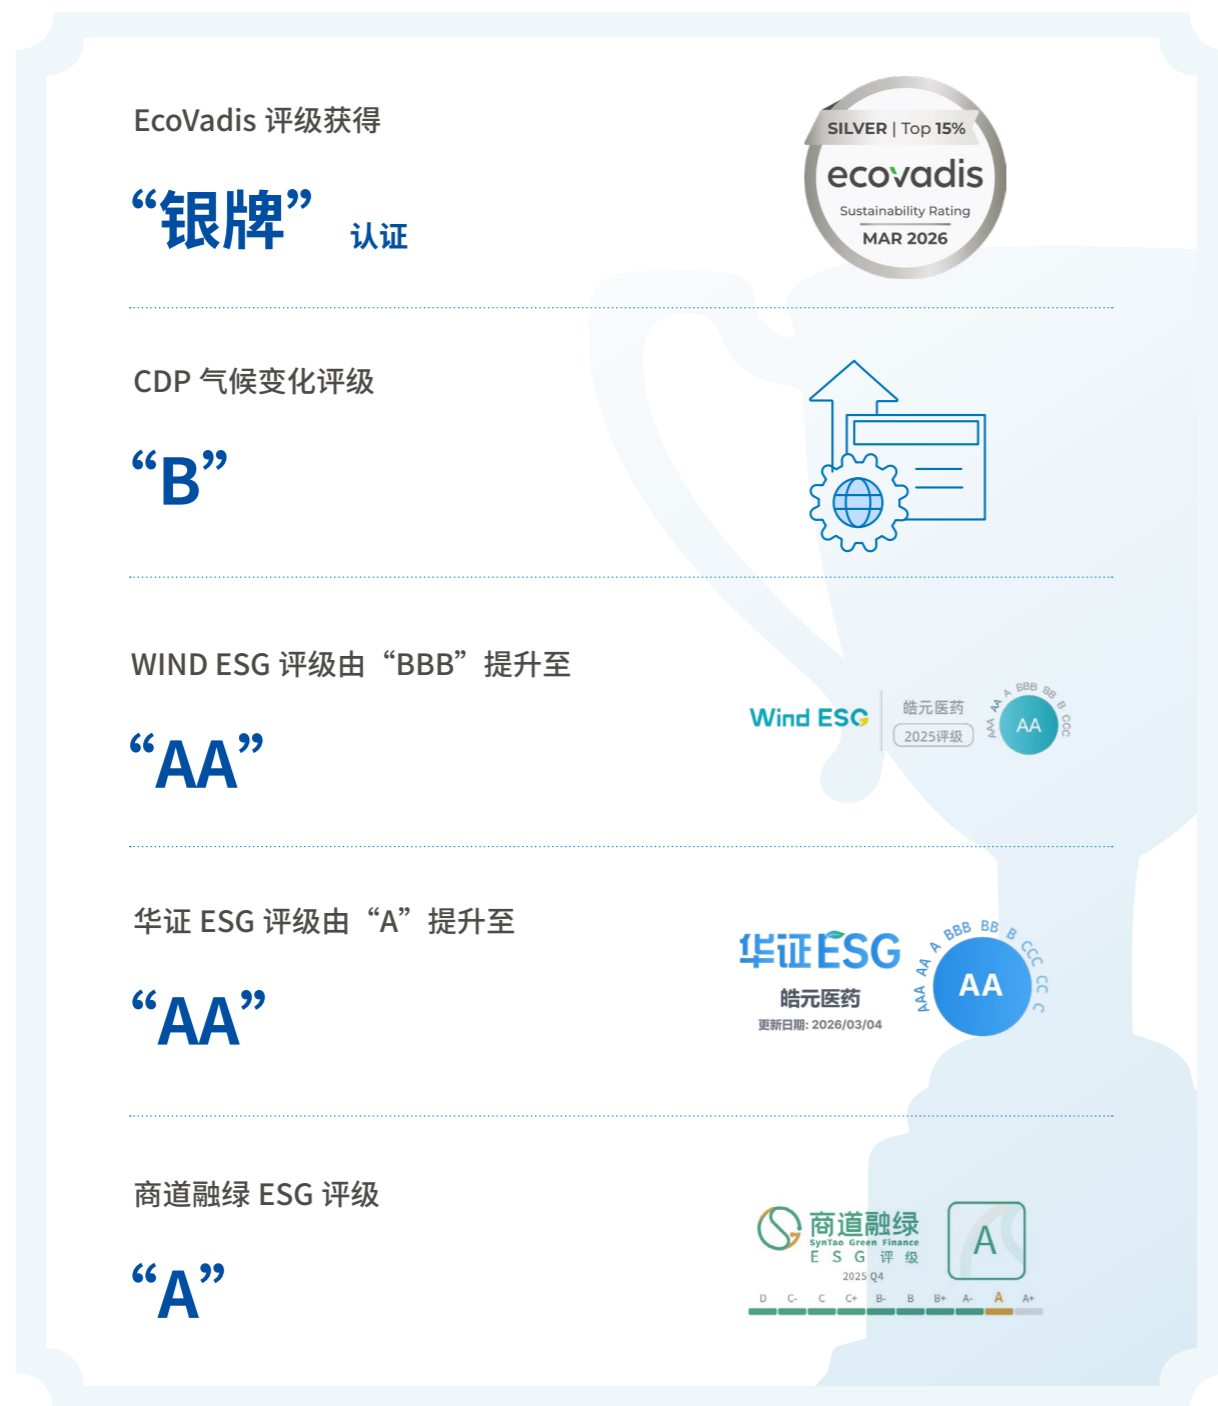 EcoVadis 评级获得
“银牌” 认证
SILVER | Top 15%
ecovadis
Sustainability Rating
MAR 2026
CDP 气候变化评级
“B”
WIND ESG 评级由“BBB”提升至
“AA”
Wind ESG
皓元医药
2025评级
AAA AA A BBB BB B CCC
AA
华证 ESG 评级由“A”提升至
“AA”
华证ESG
皓元医药
更新日期: 2026/03/04
AAA AA A BBB BB B CCC CC C
AA
商道融绿 ESG 评级
“A”
商道融绿
SynTao Green Finance
ESG评级
2025 Q4
A
D C- C C+ B- B B+ A- A A+